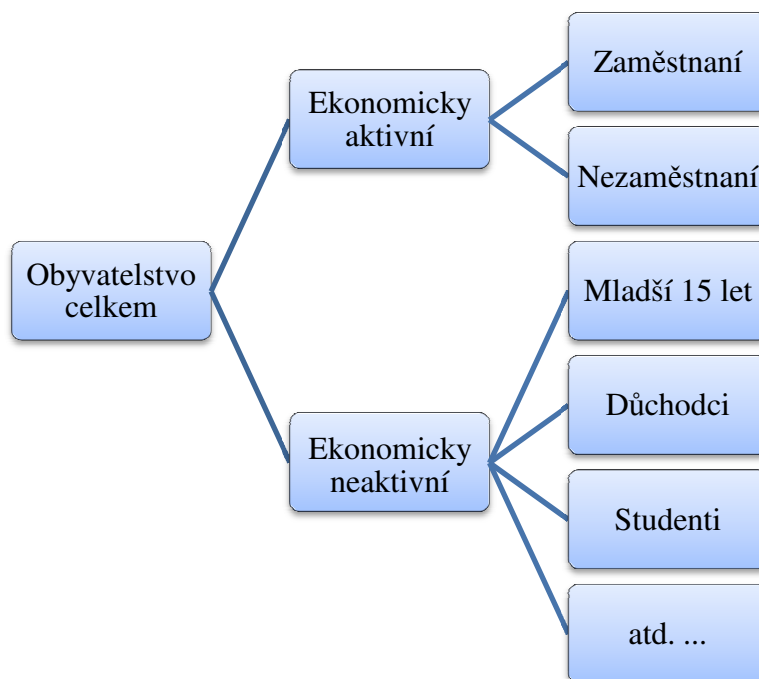 Obyvatelstvo
celkem
Ekonomicky
aktivní
Zaměstnaní
Nezaměstnaní
Ekonomicky
neaktivní
Mladší 15 let
Důchodci
Studenti
atd. ...